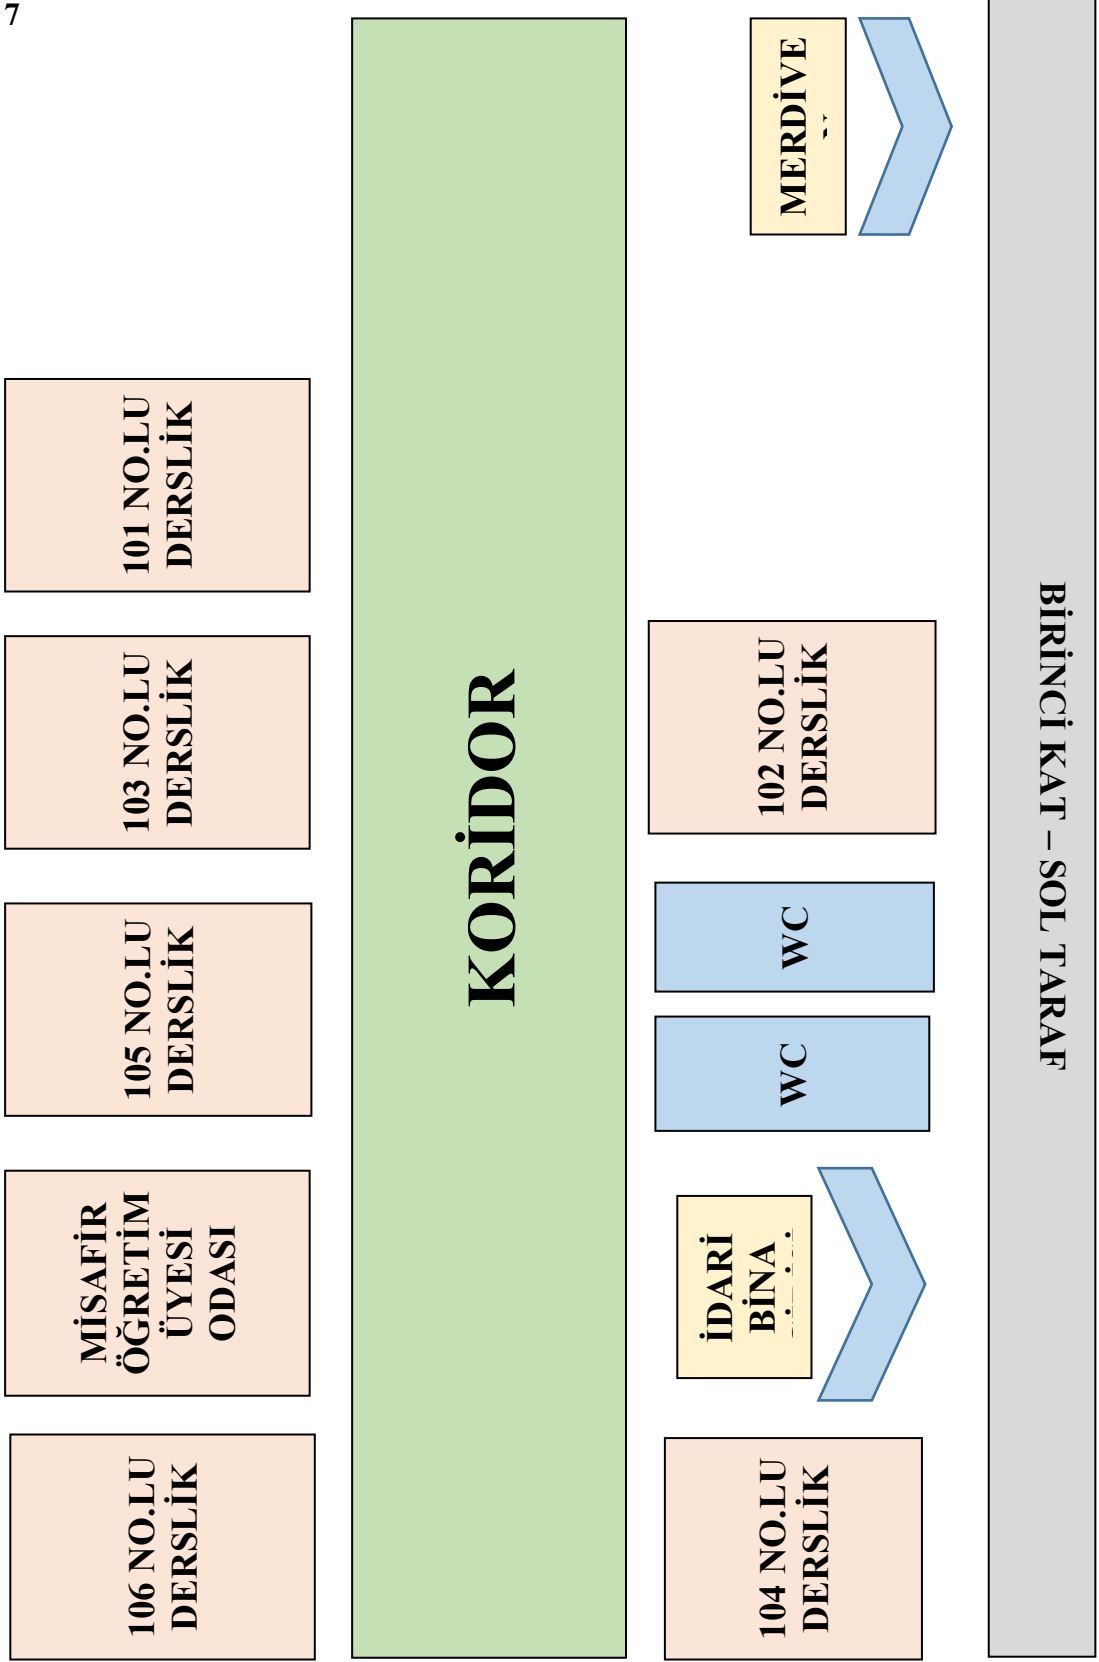 7
101 NO.LU
DERSLİK
103 NO.LU
DERSLİK
105 NO.LU
DERSLİK
MİSAFİR
ÖĞRETİM
ÜYESİ
ODASI
106 NO.LU
DERSLİK
KORİDOR
MERDİVE
102 NO.LU
DERSLİK
WC
WC
İDARİ
BİNA
104 NO.LU
DERSLİK
BİRİNCİ KAT – SOL TARAF